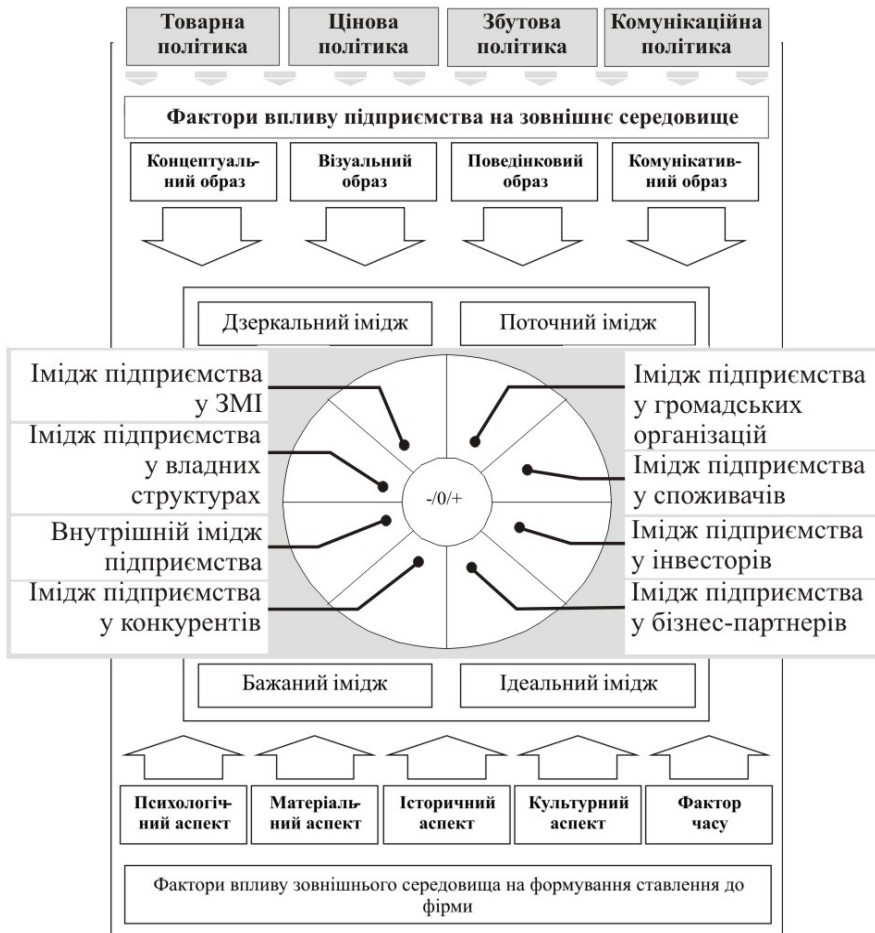 Товарна політика
Цінова політика
Збутова політика
Комунікаційна політика
Фактори впливу підприємства на зовнішнє середовище
Концептуаль-
ний образ
Візуальний
образ
Поведінковий
образ
Комунікатив-
ний образ
Дзеркальний імідж
Поточний імідж
Імідж підприємства
у ЗМІ
Імідж підприємства
у владних
структурах
Внутрішній імідж
підприємства
Імідж підприємства
у конкурентів
-/0/+
Імідж підприємства
у громадських
організацій
Імідж підприємства
у споживачів
Імідж підприємства
у інвесторів
Імідж підприємства
у бізнес-партнерів
Бажаний імідж
Ідеальний імідж
Психологіч-
ний аспект
Матеріаль-
ний аспект
Історичний
аспект
Культурний
аспект
Фактор
часу
Фактори впливу зовнішнього середовища на формування ставлення до
фірми